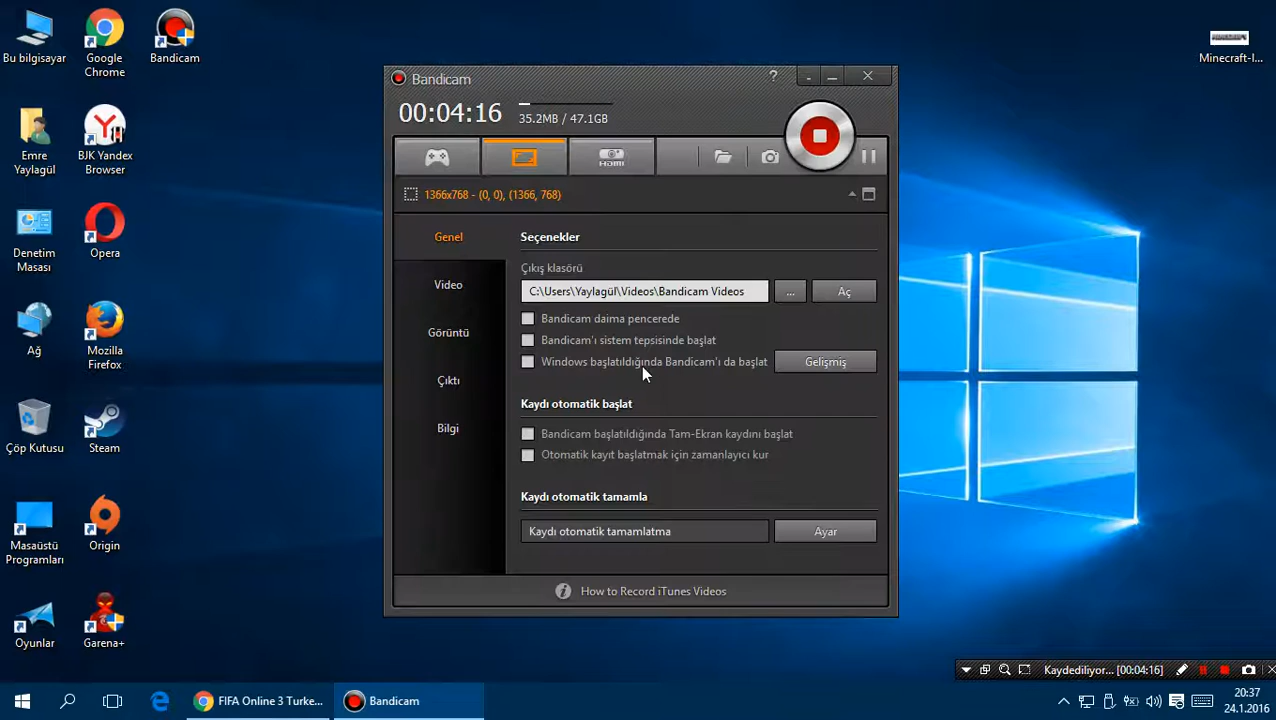 Bu bilgisayar
Google
Chrome
Bandicam
Minecraft-I...
Emre
Yaylagül
BJK Yandex
Browser
Denetim
Masası
Opera
Ağ
Mozilla
Firefox
Çöp Kutusu
Steam
Masaüstü
Programları
Origin
Oyunlar
Garena+
Bandicam
?
00:04:16
35.2MB / 47.1GB
HDMI
1366x768 - (0, 0), (1366, 768)
Genel
Video
Görüntü
Çıktı
Bilgi
Seçenekler
Çıkış klasörü
C:\Users\Yaylagül\Videos\Bandicam Videos
...
Aç
Bandicam daima pencerede
Bandicam'ı sistem tepsisinde başlat
Windows başlatıldığında Bandicam'ı da başlat
Gelişmiş
Kaydı otomatik başlat
Bandicam başlatıldığında Tam-Ekran kaydını başlat
Otomatik kayıt başlatmak için zamanlayıcı kur
Kaydı otomatik tamamla
Kaydı otomatik tamamlatma
Ayar
How to Record iTunes Videos
Kaydediliyor... [00:04:16]
FIFA Online 3 Turke...
Bandicam
20:37
24.1.2016